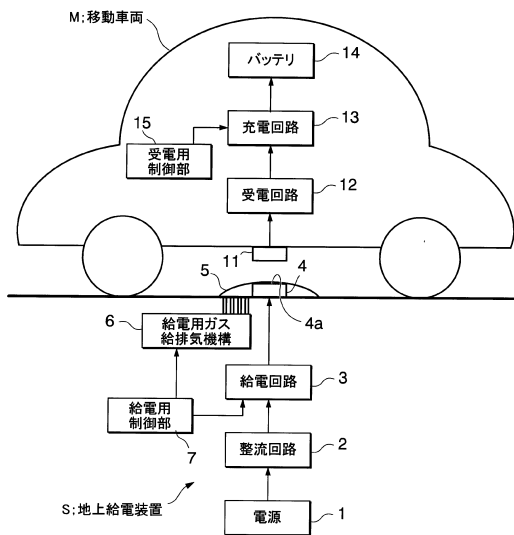 M;移動車両
バッテリ
14
15
充電回路
13
受電用
制御部
受電回路
12
11
5
4
4a
6
給電用ガス
給排気機構
給電回路
3
給電用
制御部
7
整流回路
2
S;地上給電装置
電源
1